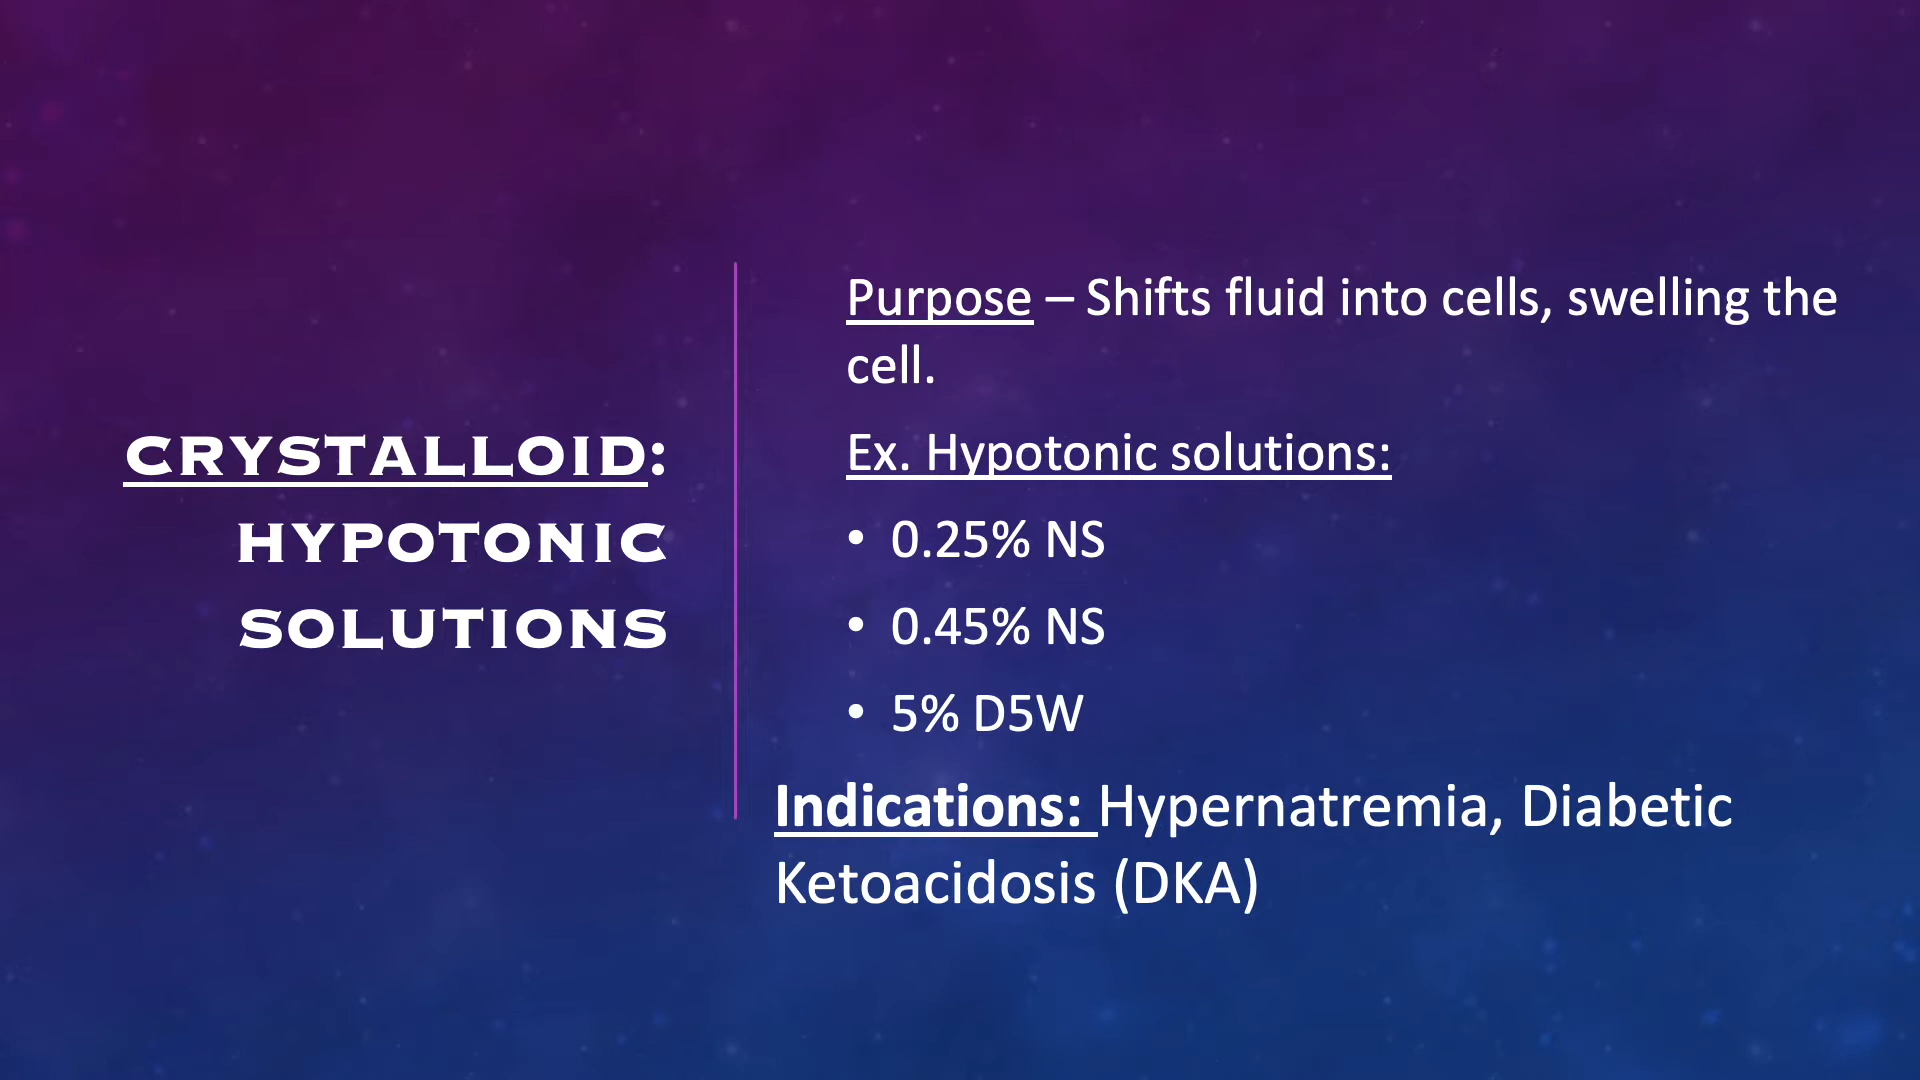 CRYSTALLOID:
HYPOTONIC
SOLUTIONS
Purpose – Shifts fluid into cells, swelling the
cell.
Ex. Hypotonic solutions:
• 0.25% NS
• 0.45% NS
• 5% D5W
Indications: Hypernatremia, Diabetic
Ketoacidosis (DKA)